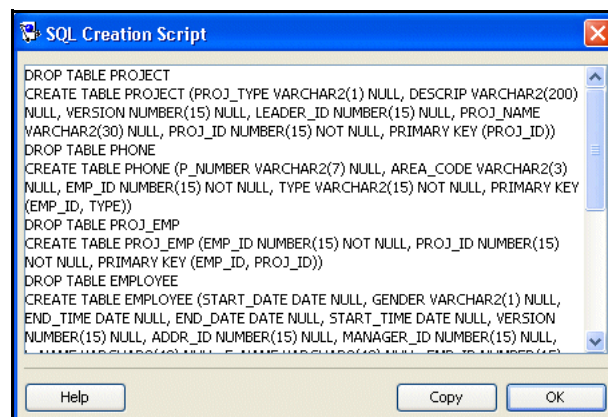 SQL Creation Script
DROP TABLE PROJECT
CREATE TABLE PROJECT (PROJ_TYPE VARCHAR2(1) NULL, DESCRIP VARCHAR2(200)
NULL, VERSION NUMBER(15) NULL, LEADER_ID NUMBER(15) NULL, PROJ_NAME
VARCHAR2(30) NULL, PROJ_ID NUMBER(15) NOT NULL, PRIMARY KEY (PROJ_ID))
DROP TABLE PHONE
CREATE TABLE PHONE (P_NUMBER VARCHAR2(7) NULL, AREA_CODE VARCHAR2(3)
NULL, EMP_ID NUMBER(15) NOT NULL, TYPE VARCHAR2(15) NOT NULL, PRIMARY KEY
(EMP_ID, TYPE))
DROP TABLE PROJ_EMP
CREATE TABLE PROJ_EMP (EMP_ID NUMBER(15) NOT NULL, PROJ_ID NUMBER(15)
NOT NULL, PRIMARY KEY (EMP_ID, PROJ_ID))
DROP TABLE EMPLOYEE
CREATE TABLE EMPLOYEE (START_DATE DATE NULL, GENDER VARCHAR2(1) NULL,
END_TIME DATE NULL, END_DATE DATE NULL, START_TIME DATE NULL, VERSION
NUMBER(15) NULL, ADDR_ID NUMBER(15) NULL, MANAGER_ID NUMBER(15) NULL,
Help
Copy
OK